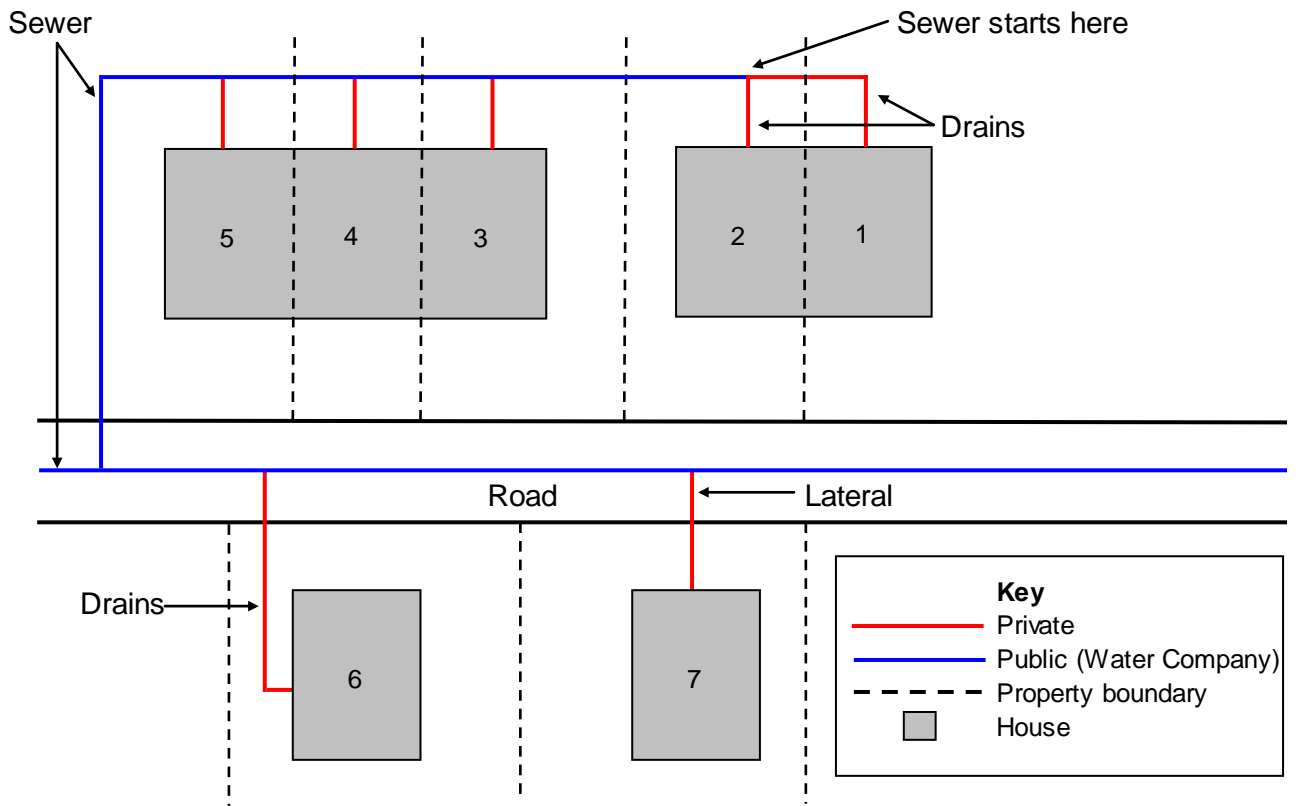 Sewer
Sewer starts here
Drains
5
4
3
2
1
Road
Lateral
Drains
6
7
Key
Private
Public (Water Company)
Property boundary
House